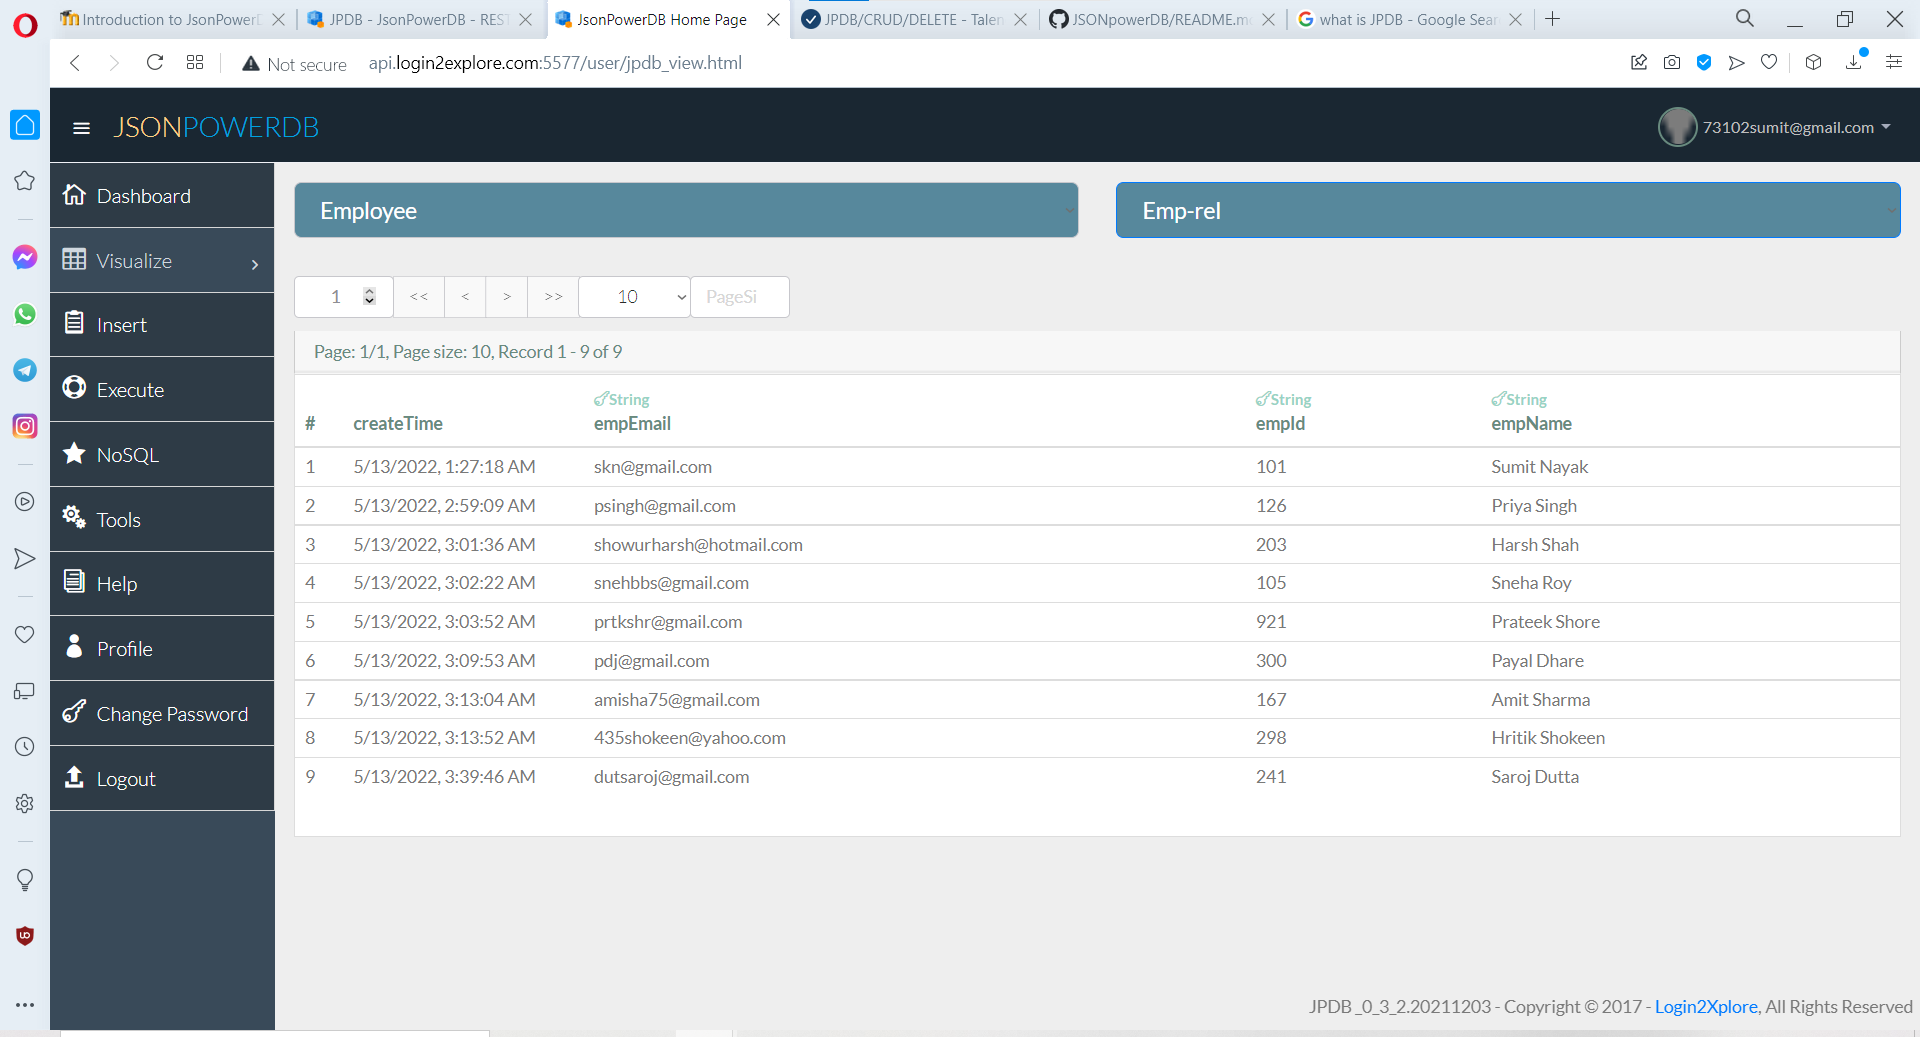 Introduction to JsonPowerD
JPDB - JsonPowerDB - REST
JsonPowerDB Home Page
JPDB/CRUD/DELETE - Talen
JSONpowerDB/README.m
what is JPDB - Google Sear
Not secure
api.login2explore.com:5577/user/jpdb_view.html
JSONPOWERDB
73102sumit@gmail.com
Dashboard
Visualize
Insert
Execute
NoSQL
Tools
Help
Profile
Change Password
Logout
Employee
Emp-rel
1 << < > >> 10 PageSi
Page: 1/1, Page size: 10, Record 1 - 9 of 9
String String String
# createTime empEmail empId empName
1 5/13/2022, 1:27:18 AM skn@gmail.com 101 Sumit Nayak
2 5/13/2022, 2:59:09 AM psingh@gmail.com 126 Priya Singh
3 5/13/2022, 3:01:36 AM showurharsh@hotmail.com 203 Harsh Shah
4 5/13/2022, 3:02:22 AM snehbbs@gmail.com 105 Sneha Roy
5 5/13/2022, 3:03:52 AM prtkshr@gmail.com 921 Prateek Shore
6 5/13/2022, 3:09:53 AM pdj@gmail.com 300 Payal Dhare
7 5/13/2022, 3:13:04 AM amisha75@gmail.com 167 Amit Sharma
8 5/13/2022, 3:13:52 AM 435shokeen@yahoo.com 298 Hritik Shokeen
9 5/13/2022, 3:39:46 AM dutsaroj@gmail.com 241 Saroj Dutta
JPDB_0_3_2.20211203 - Copyright © 2017 - Login2Xplore, All Rights Reserved